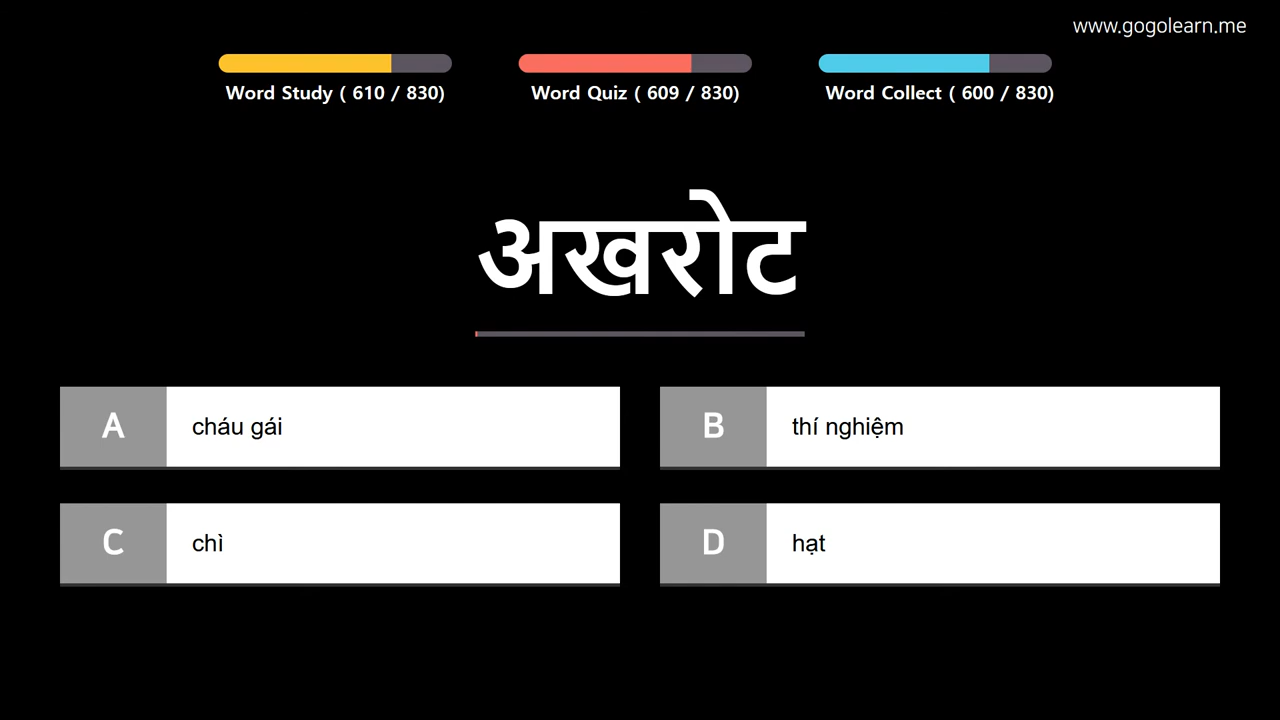 www.gogolearn.me
Word Study ( 610 / 830)
Word Quiz ( 609 / 830)
Word Collect ( 600 / 830)
अखरोट
A
cháu gái
B
thí nghiệm
C
chì
D
hạt